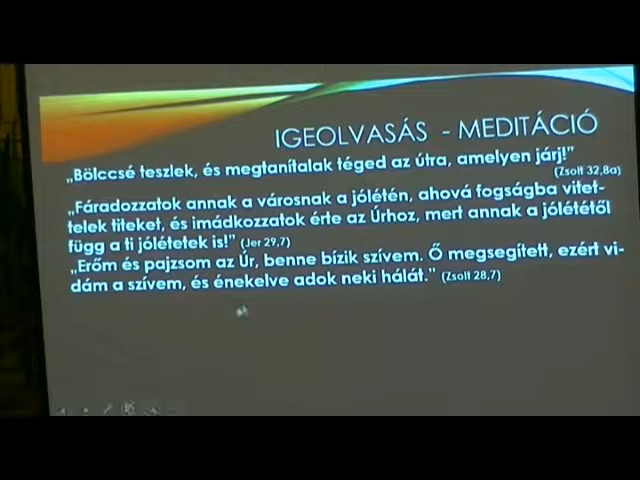 IGEOLVASÁS - MEDITÁCIÓ
„Bölccsé teszlek, és megtanítalak téged az útra, amelyen járj!"
(Zsolt 32,8a)
„Fáradozzatok annak a városnak a jólétén, ahová fogságba vitet-
telek titeket, és imádkozzatok érte az Úrhoz, mert annak a jólététől
függ a ti jólétetek is!" (Jer 29,7)
„Erőm és pajzsom az Úr, benne bízik szívem. Ő megsegített, ezért vi-
dám a szívem, és énekelve adok neki hálát." (Zsolt 28,7)